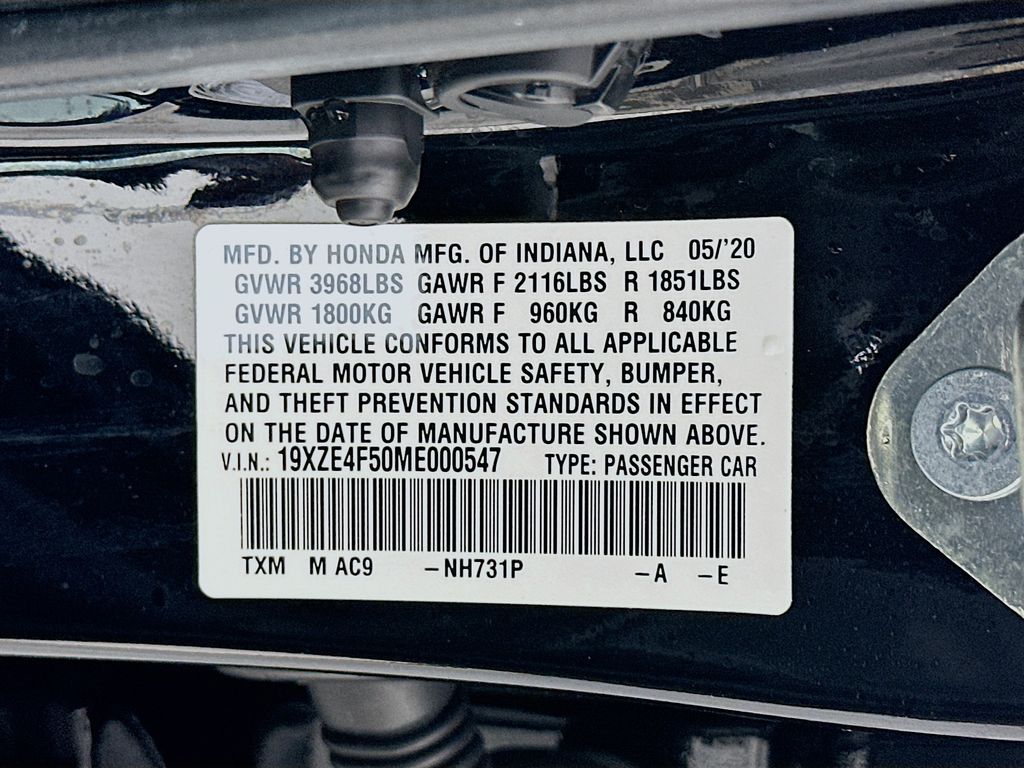 MFD. BY HONDA MFG. OF INDIANA, LLC 05/'20
GVWR 3968LBS GAWR F 2116LBS R 1851LBS
GVWR 1800KG GAWR F 960KG R 840KG
THIS VEHICLE CONFORMS TO ALL APPLICABLE
FEDERAL MOTOR VEHICLE SAFETY, BUMPER,
AND THEFT PREVENTION STANDARDS IN EFFECT
ON THE DATE OF MANUFACTURE SHOWN ABOVE.
V.I.N.: 19XZE4F50ME000547 TYPE: PASSENGER CAR
TXM M AC9 –NH731P –A –E